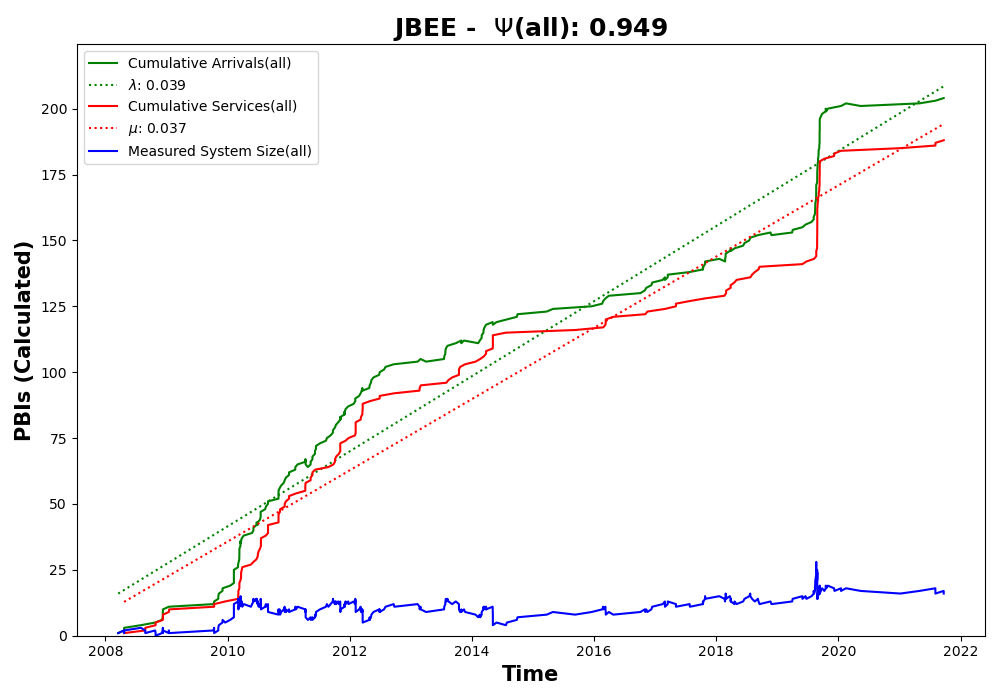 JBEE -  Ψ(all): 0.949
Cumulative Arrivals(all)
λ: 0.039
Cumulative Services(all)
μ: 0.037
Measured System Size(all)
PBIs (Calculated)
200
175
150
125
100
75
50
25
0
2008 2010 2012 2014 2016 2018 2020 2022
Time